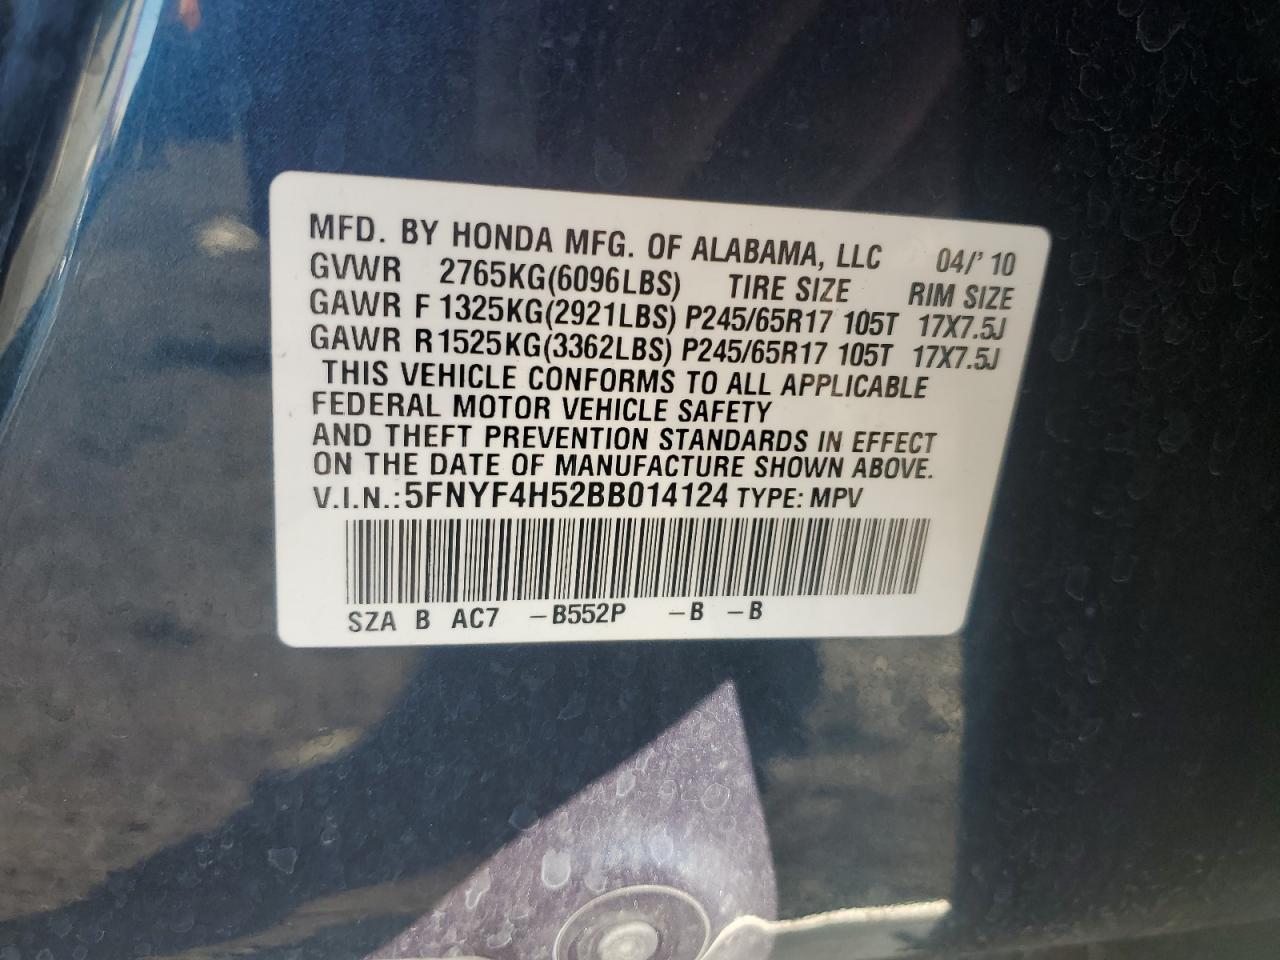 MFD. BY HONDA MFG. OF ALABAMA, LLC 04/'10
GVWR 2765KG(6096LBS) TIRE SIZE RIM SIZE
GAWR F 1325KG(2921LBS) P245/65R17 105T 17X7.5J
GAWR R 1525KG(3362LBS) P245/65R17 105T 17X7.5J
THIS VEHICLE CONFORMS TO ALL APPLICABLE
FEDERAL MOTOR VEHICLE SAFETY
AND THEFT PREVENTION STANDARDS IN EFFECT
ON THE DATE OF MANUFACTURE SHOWN ABOVE.
V.I.N.: 5FNYF4H52BB014124 TYPE: MPV
SZA B AC7 –B552P –B –B